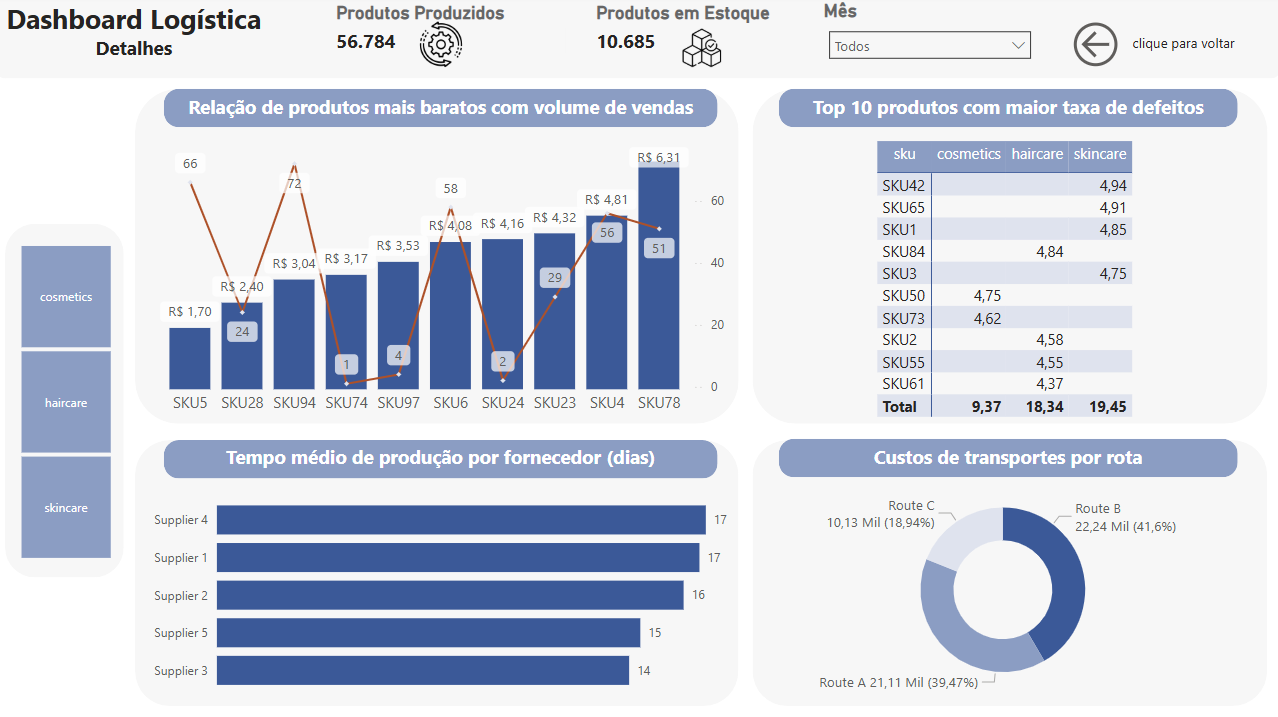 Dashboard Logística
Detalhes
Produtos Produzidos
56.784
Produtos em Estoque
10.685
Mês
Todos
clique para voltar
cosmetics
haircare
skincare
Relação de produtos mais baratos com volume de vendas
66
72
58
R$ 6,31
R$ 4,81
R$ 4,32
R$ 4,16
R$ 4,08
R$ 3,53
R$ 3,17
R$ 3,04
R$ 2,40
R$ 1,70
24
1
4
2
29
56
51
60
40
20
0
SKU5 SKU28 SKU94 SKU74 SKU97 SKU6 SKU24 SKU23 SKU4 SKU78
Top 10 produtos com maior taxa de defeitos
sku cosmetics haircare skincare
SKU42 4,94
SKU65 4,91
SKU1 4,85
SKU84 4,84
SKU3 4,75
SKU50 4,75
SKU73 4,62
SKU2 4,58
SKU55 4,55
SKU61 4,37
Total 9,37 18,34 19,45
Tempo médio de produção por fornecedor (dias)
Supplier 4 17
Supplier 1 17
Supplier 2 16
Supplier 5 15
Supplier 3 14
Custos de transportes por rota
Route C
10,13 Mil (18,94%)
Route B
22,24 Mil (41,6%)
Route A 21,11 Mil (39,47%)